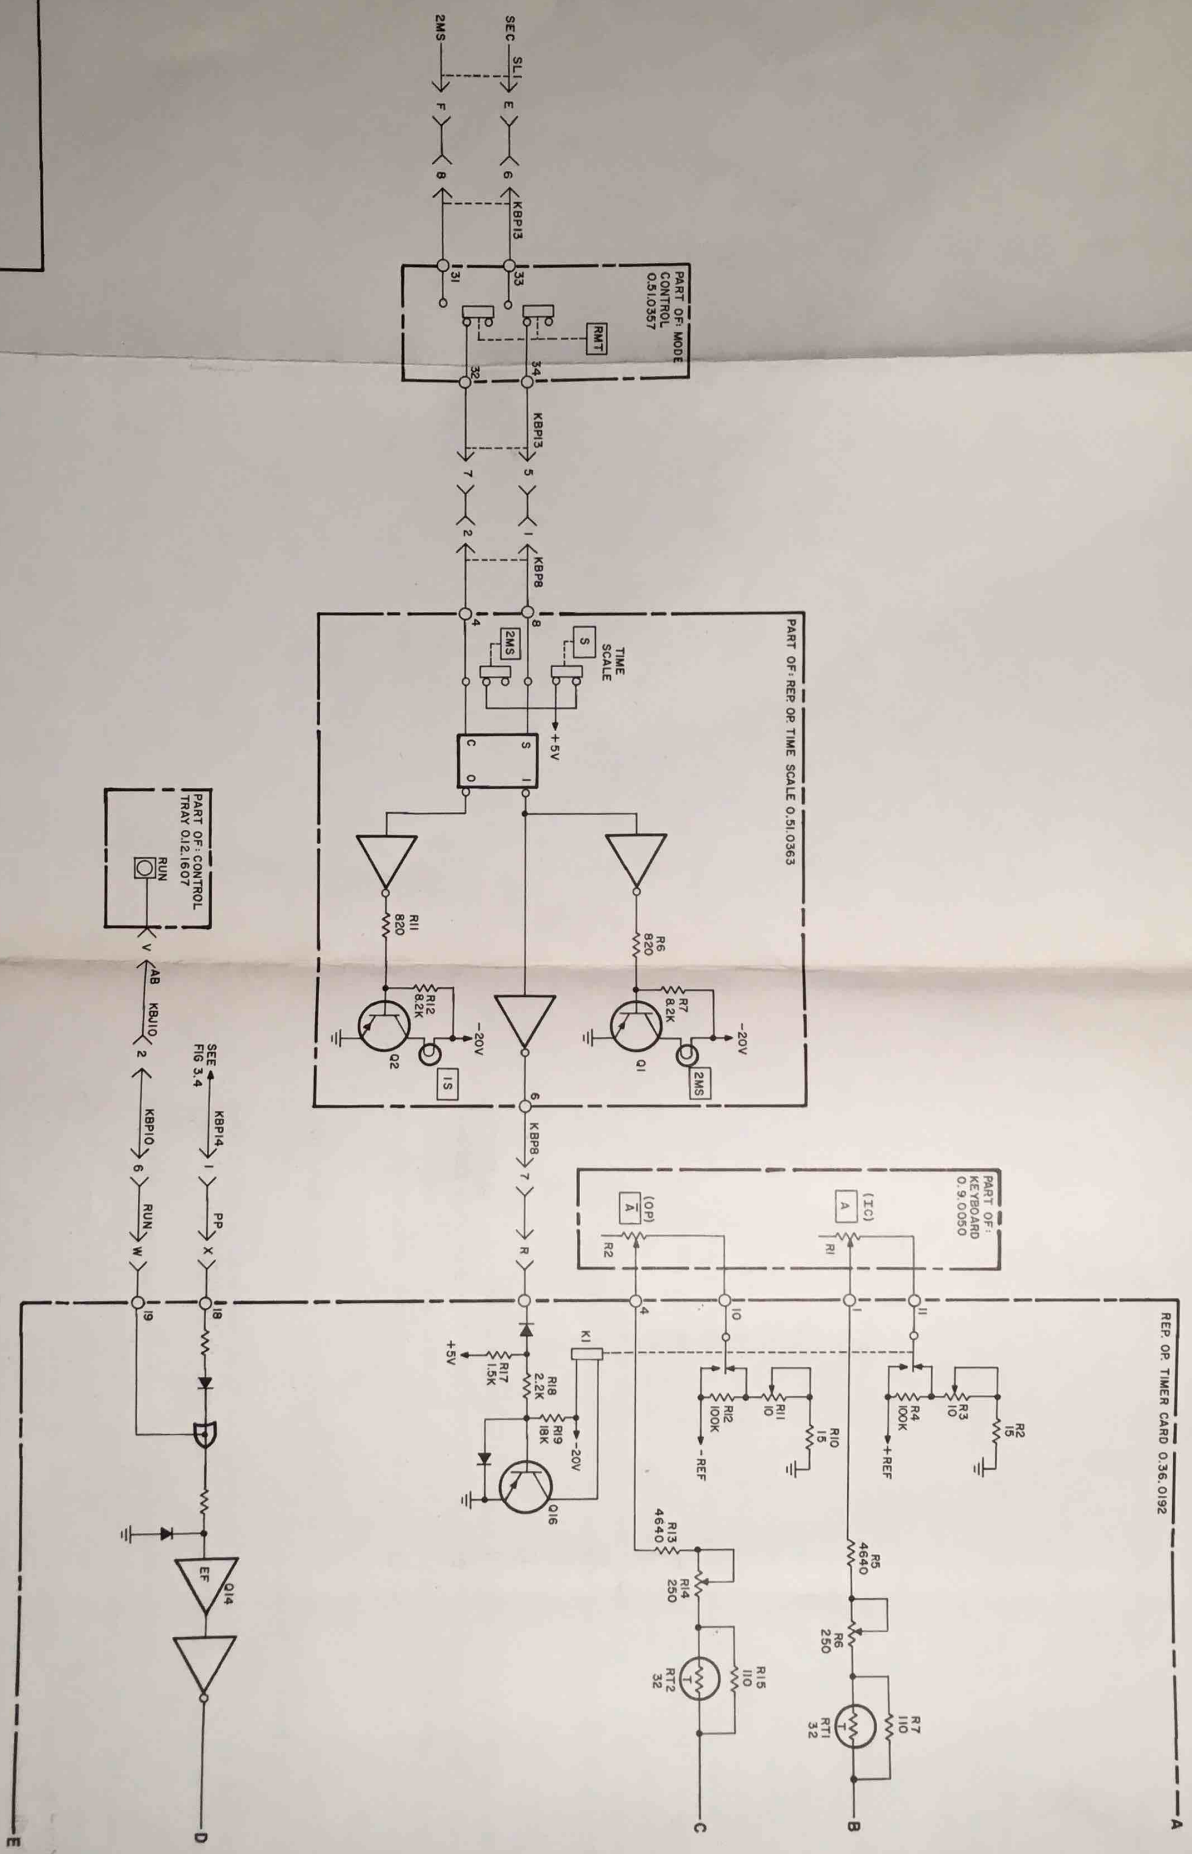 SEC
SL1
E
6
KBP13
33
2MS
F
8
31
PART OF: MODE
CONTROL
0.51.0357
RMT
34
KBP13
5
1
KBP8
8
32
7
2
4
PART OF: REP. OP. TIME SCALE 0.51.0363
TIME
SCALE
S
2MS
+5V
S
1
C
0
R6
820
R7
8.2K
-20V
Q1
2MS
R11
820
R12
8.2K
-20V
Q2
1S
6
KBP8
7
R
PART OF: CONTROL
TRAY 0.12.1607
RUN
V
AB
KBJ10
2
KBP10
6
RUN
W
19
SEE
FIG 3.4
KBP14
1
PP
X
18
PART OF:
KEYBOARD
0.9.0050
(IC)
A
R1
11
1
(OP)
A̅
R2
10
4
REP. OP. TIMER CARD 0.36.0192
R2
15
R3
10
R4
100K
+REF
R10
15
R11
10
R12
100K
-REF
K1
+5V
R17
1.5K
R18
2.2K
R19
18K
-20V
Q16
R5
4640
R6
250
R7
110
RT1
32
T
R13
4640
R14
250
R15
110
RT2
32
T
Q14
EF
A
B
C
D
E